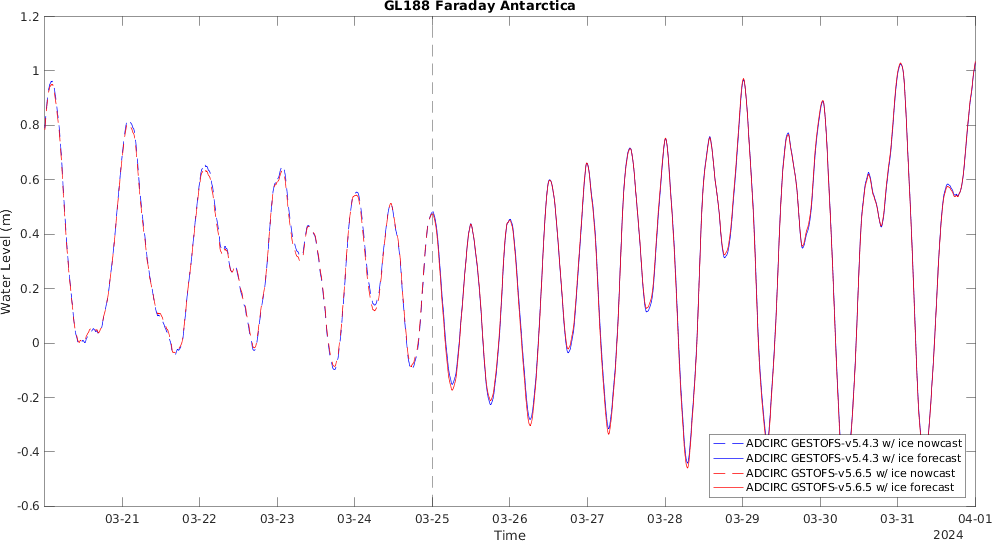 GL188 Faraday Antarctica
1.2
1
0.8
0.6
0.4
0.2
0
-0.2
-0.4
-0.6
Water Level (m)
ADCIRC GESTOFS-v5.4.3 w/ ice nowcast
ADCIRC GESTOFS-v5.4.3 w/ ice forecast
ADCIRC GSTOFS-v5.6.5 w/ ice nowcast
ADCIRC GSTOFS-v5.6.5 w/ ice forecast
03-21 03-22 03-23 03-24 03-25 03-26 03-27 03-28 03-29 03-30 03-31 04-01
Time
2024